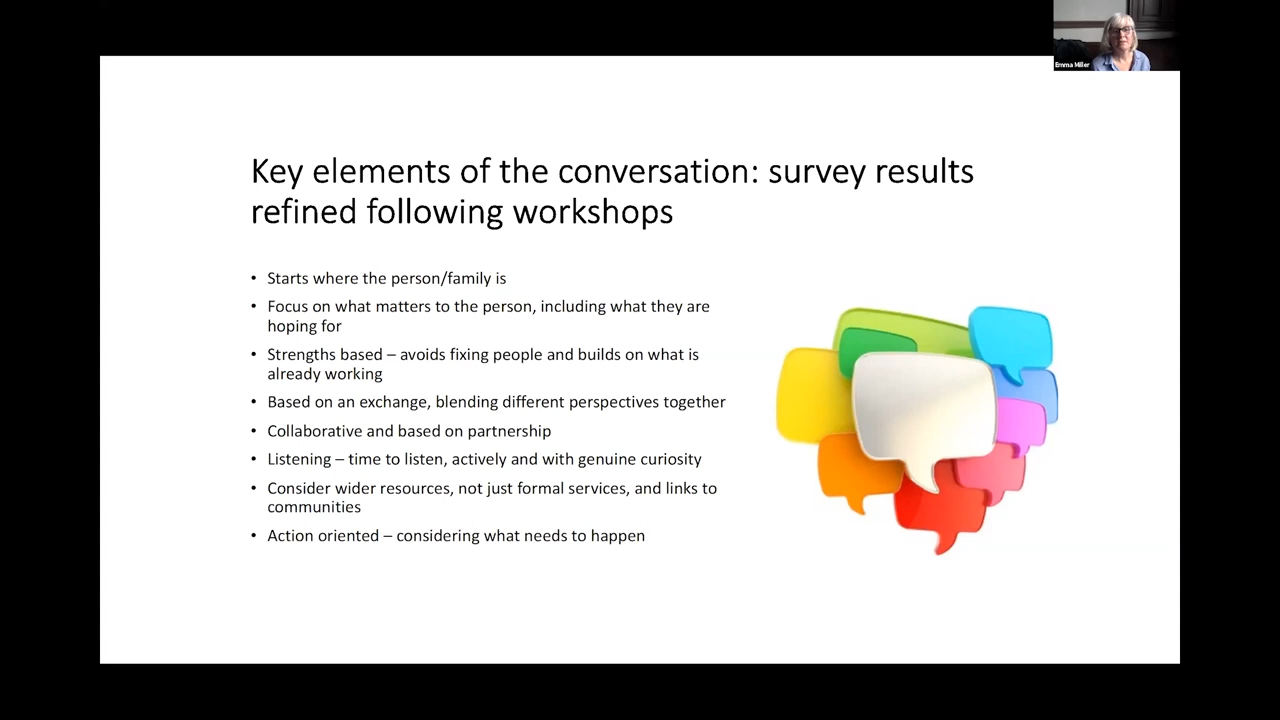 Emma Miller
Key elements of the conversation: survey results
refined following workshops
• Starts where the person/family is
• Focus on what matters to the person, including what they are
hoping for
• Strengths based – avoids fixing people and builds on what is
already working
• Based on an exchange, blending different perspectives together
• Collaborative and based on partnership
• Listening – time to listen, actively and with genuine curiosity
• Consider wider resources, not just formal services, and links to
communities
• Action oriented – considering what needs to happen